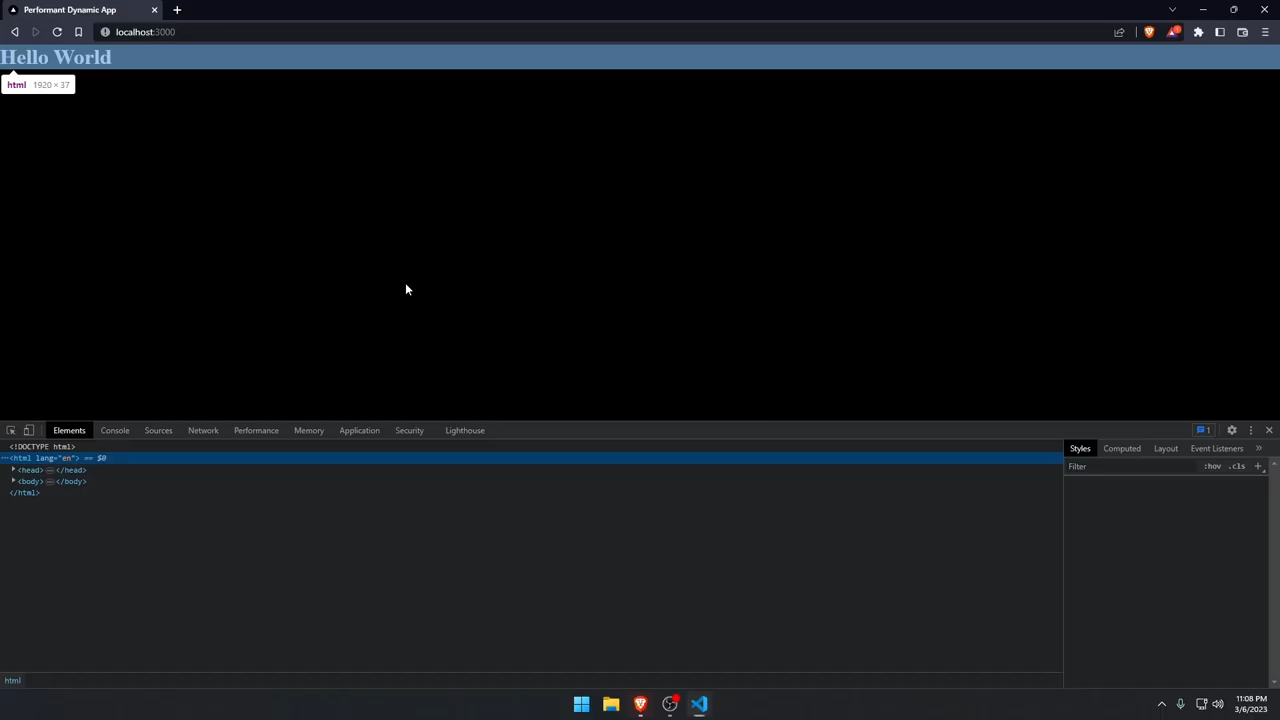 Performant Dynamic App
localhost:3000
Hello World
html 1920 × 37
Elements Console Sources Network Performance Memory Application Security Lighthouse 1
<!DOCTYPE html>
<html lang="en"> == $0
<head> … </head>
<body> … </body>
</html>
Styles Computed Layout Event Listeners »
Filter :hov .cls +
html
11:08 PM
3/6/2023